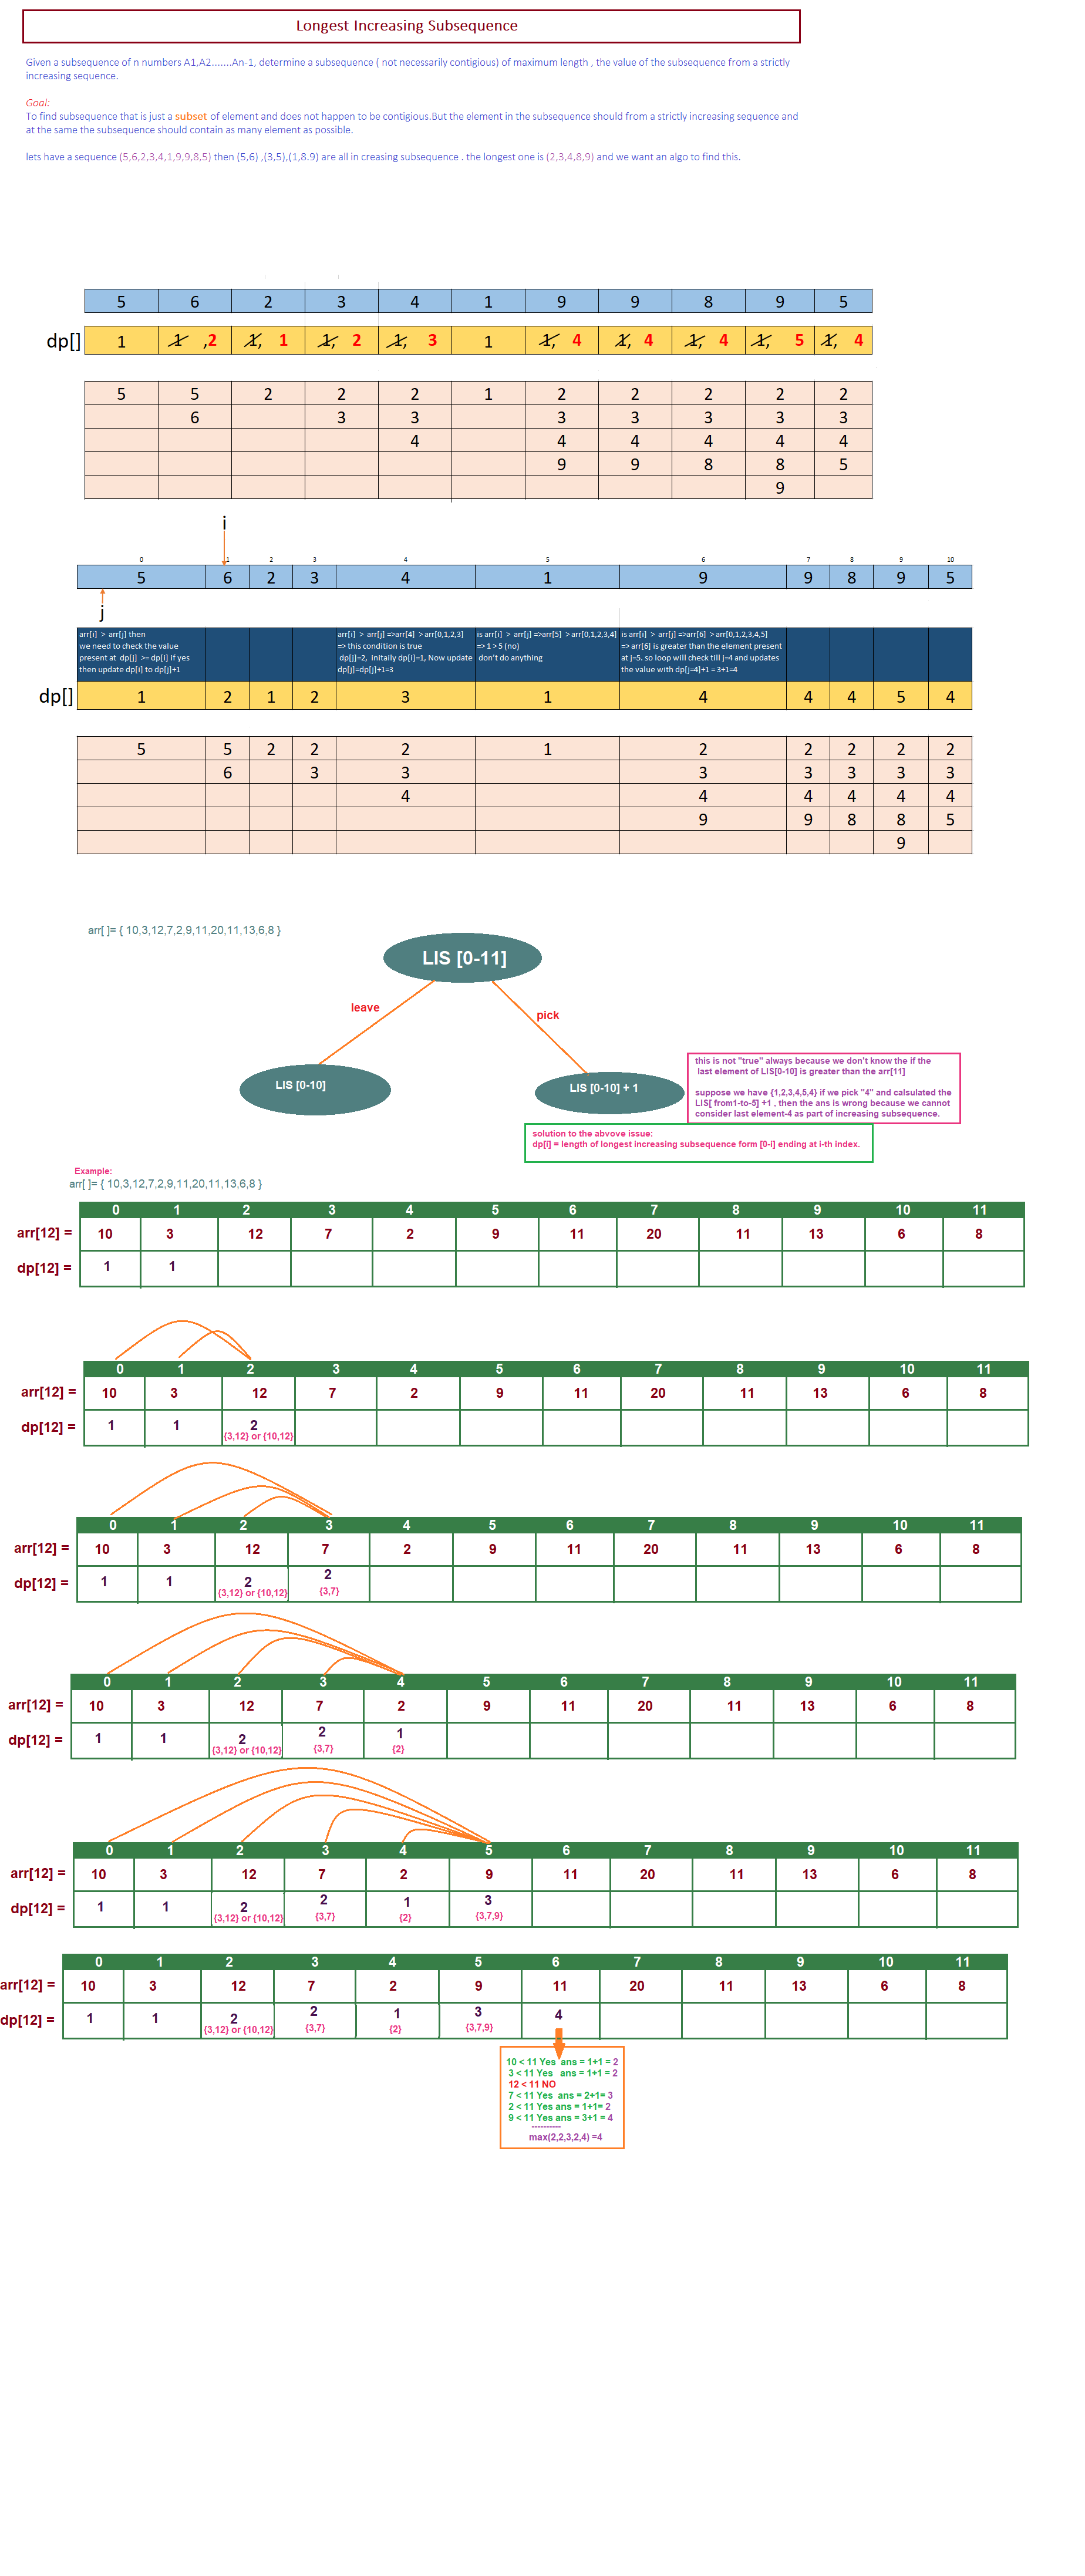 Longest Increasing Subsequence
Given a subsequence of n numbers A1,A2.......An-1, determine a subsequence ( not necessarily contigious) of maximum length , the value of the subsequence from a strictly
increasing sequence.
Goal:
To find subsequence that is just a subset of element and does not happen to be contigious.But the element in the subsequence should from a strictly increasing sequence and
at the same the subsequence should contain as many element as possible.
lets have a sequence (5,6,2,3,4,1,9,9,8,5) then (5,6) ,(3,5),(1,8.9) are all in creasing subsequence . the longest one is (2,3,4,8,9) and we want an algo to find this.
5 6 2 3 4 1 9 9 8 9 5
dp[] 1 1 ,2 1, 1 1, 2 1, 3 1 1, 4 1, 4 1, 4 1, 5 1, 4
5 5 2 2 2 1 2 2 2 2 2
6 3 3 3 3 3 3 3
4 4 4 4 4 4
9 9 8 8 5
9
i
0 1 2 3 4 5 6 7 8 9 10
5 6 2 3 4 1 9 9 8 9 5
j
arr[i] > arr[j] then
we need to check the value
present at dp[j] >= dp[i] if yes
then update dp[i] to dp[j]+1
arr[i] > arr[j] =>arr[4] >arr[0,1,2,3]
=> this condition is true
dp[j]=2, initaily dp[i]=1, Now update
dp[j]=dp[j]+1=3
is arr[i] > arr[j] =>arr[5] >arr[0,1,2,3,4]
=> 1 > 5 (no)
don't do anything
is arr[i] > arr[j] =>arr[6] >arr[0,1,2,3,4,5]
=> arr[6] is greater than the element present
at j=5. so loop will check till j=4 and updates
the value with dp[j=4]+1 = 3+1=4
dp[] 1 2 1 2 3 1 4 4 4 5 4
5 5 2 2 2 1 2 2 2 2 2
6 3 3 3 3 3 3 3
4 4 4 4 4 4
9 9 8 8 5
9
arr[ ]= { 10,3,12,7,2,9,11,20,11,13,6,8 }
LIS [0-11]
leave
pick
LIS [0-10]
LIS [0-10] + 1
this is not "true" always because we don't know the if the
last element of LIS[0-10] is greater than the arr[11]
suppose we have {1,2,3,4,5,4} if we pick "4" and calsulated the
LIS[ from1-to-5] +1 , then the ans is wrong because we cannot
consider last element-4 as part of increasing subsequence.
solution to the abvove issue:
dp[i] = length of longest increasing subsequence form [0-i] ending at i-th index.
Example:
arr[ ]= { 10,3,12,7,2,9,11,20,11,13,6,8 }
0 1 2 3 4 5 6 7 8 9 10 11
arr[12] = 10 3 12 7 2 9 11 20 11 13 6 8
dp[12] = 1 1
0 1 2 3 4 5 6 7 8 9 10 11
arr[12] = 10 3 12 7 2 9 11 20 11 13 6 8
dp[12] = 1 1 2
{3,12} or {10,12}
0 1 2 3 4 5 6 7 8 9 10 11
arr[12] = 10 3 12 7 2 9 11 20 11 13 6 8
dp[12] = 1 1 2 2
{3,12} or {10,12} {3,7}
0 1 2 3 4 5 6 7 8 9 10 11
arr[12] = 10 3 12 7 2 9 11 20 11 13 6 8
dp[12] = 1 1 2 2 1
{3,12} or {10,12} {3,7} {2}
0 1 2 3 4 5 6 7 8 9 10 11
arr[12] = 10 3 12 7 2 9 11 20 11 13 6 8
dp[12] = 1 1 2 2 1 3
{3,12} or {10,12} {3,7} {2} {3,7,9}
0 1 2 3 4 5 6 7 8 9 10 11
arr[12] = 10 3 12 7 2 9 11 20 11 13 6 8
dp[12] = 1 1 2 2 1 3 4
{3,12} or {10,12} {3,7} {2} {3,7,9}
10 < 11 Yes ans = 1+1 = 2
3 < 11 Yes ans = 1+1 = 2
12 < 11 NO
7 < 11 Yes ans = 2+1= 3
2 < 11 Yes ans = 1+1= 2
9 < 11 Yes ans = 3+1 = 4
----------
max(2,2,3,2,4) =4